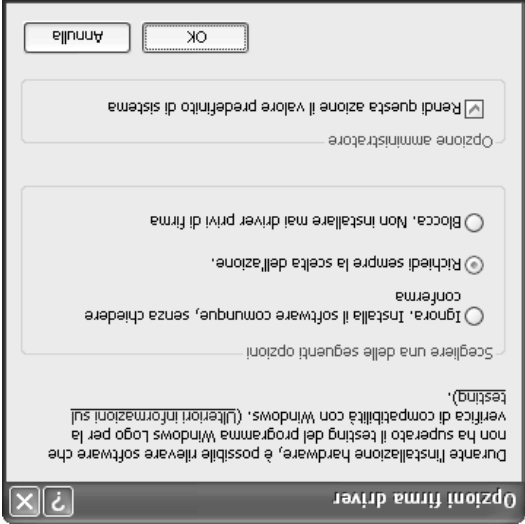 Opzioni firma driver
Durante l'installazione hardware, è possibile rilevare software che
non ha superato il testing del programma Windows Logo per la
verifica di compatibilità con Windows. (Ulteriori informazioni sul
testing).
Scegliere una delle seguenti opzioni
Ignora. Installa il software comunque, senza chiedere
conferma
Richiedi sempre la scelta dell'azione.
Blocca. Non installare mai driver privi di firma
Opzione amministratore
Rendi questa azione il valore predefinito di sistema
OK
Annulla